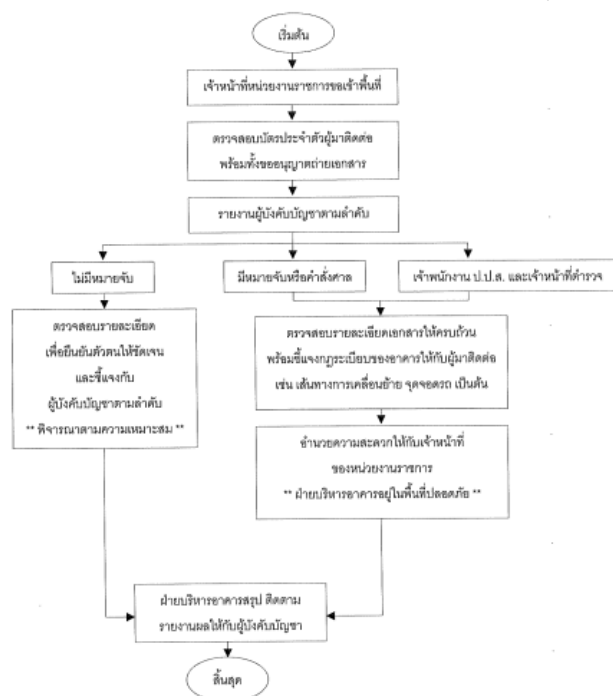 เริ่มต้น
เจ้าหน้าที่หน่วยงานราชการขอเข้าพื้นที่
ตรวจสอบบัตรประจำตัวผู้มาติดต่อ
พร้อมทั้งขออนุญาตถ่ายเอกสาร
รายงานผู้บังคับบัญชาตามลำดับ
ไม่มีหมายจับ
มีหมายจับหรือคำสั่งศาล
เจ้าพนักงาน ป.ป.ส. และเจ้าหน้าที่ตำรวจ
ตรวจสอบรายละเอียด
เพื่อยืนยันตัวตนให้ชัดเจน
และชี้แจงกับ
ผู้บังคับบัญชาตามลำดับ
** พิจารณาตามความเหมาะสม **
ตรวจสอบรายละเอียดเอกสารให้ครบถ้วน
พร้อมชี้แจงกฎระเบียบของอาคารให้กับผู้มาติดต่อ
เช่น เส้นทางการเคลื่อนย้าย จุดจอดรถ เป็นต้น
อำนวยความสะดวกให้กับเจ้าหน้าที่
ของหน่วยงานราชการ
** ฝ่ายบริหารอาคารอยู่ในพื้นที่ปลอดภัย **
ฝ่ายบริหารอาคารสรุป ติดตาม
รายงานผลให้กับผู้บังคับบัญชา
สิ้นสุด